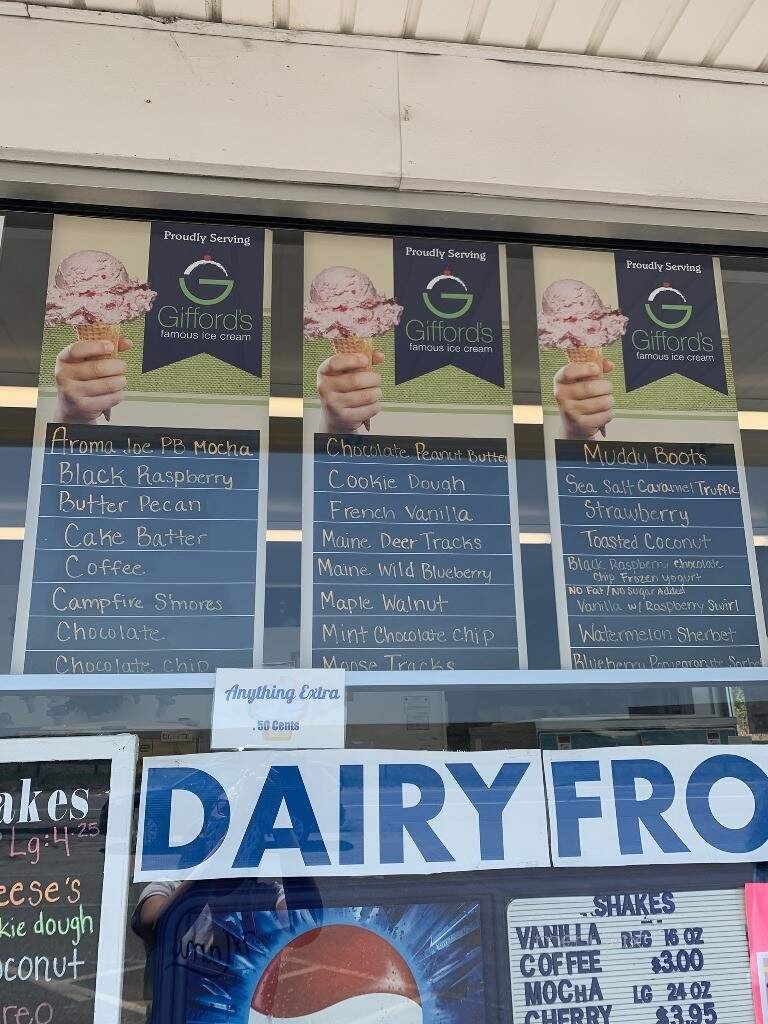 Proudly Serving
Gifford's
famous ice cream
Aroma Joe PB Mocha
Black Raspberry
Butter Pecan
Cake Batter
Coffee
Campfire S'mores
Chocolate
Chocolate Chip
Proudly Serving
Gifford's
famous ice cream
Chocolate Peanut Butter
Cookie Dough
French Vanilla
Maine Deer Tracks
Maine Wild Blueberry
Maple Walnut
Mint Chocolate Chip
Moose Tracks
Proudly Serving
Gifford's
famous ice cream
Muddy Boots
Sea Salt Caramel Truffle
Strawberry
Toasted Coconut
Black Raspberry chocolate
Chip Frozen yogurt
No Fat/No Sugar Added
Vanilla w/ Raspberry Swirl
Watermelon Sherbet
Blueberry Pomegranate Sorbe
Anything Extra
.50 Cents
DAIRY FRO
akes
Lg:4.25
eese's
kie dough
oconut
reo
SHAKES
VANILLA REG 16 OZ
COFFEE $3.00
MOCHA LG 24 OZ
CHERRY $3.95